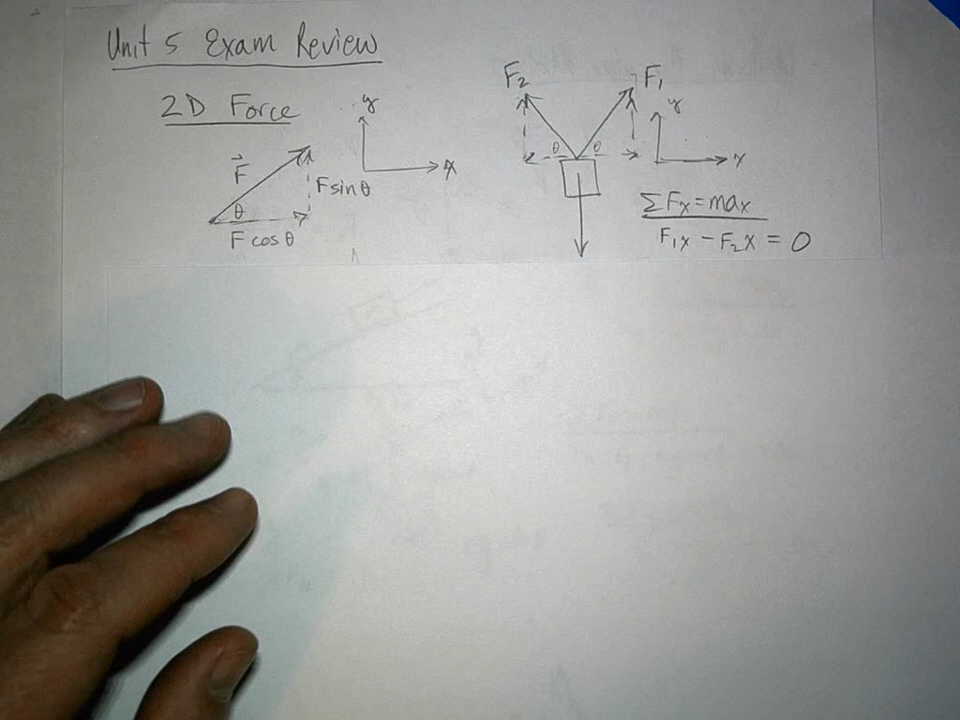 Unit 5 Exam Review
2D Force
y
x
F⃗
θ
F sin θ
F cos θ
F₂
F₁
θ
θ
y
x
ΣFx = max
F₁x − F₂x = 0